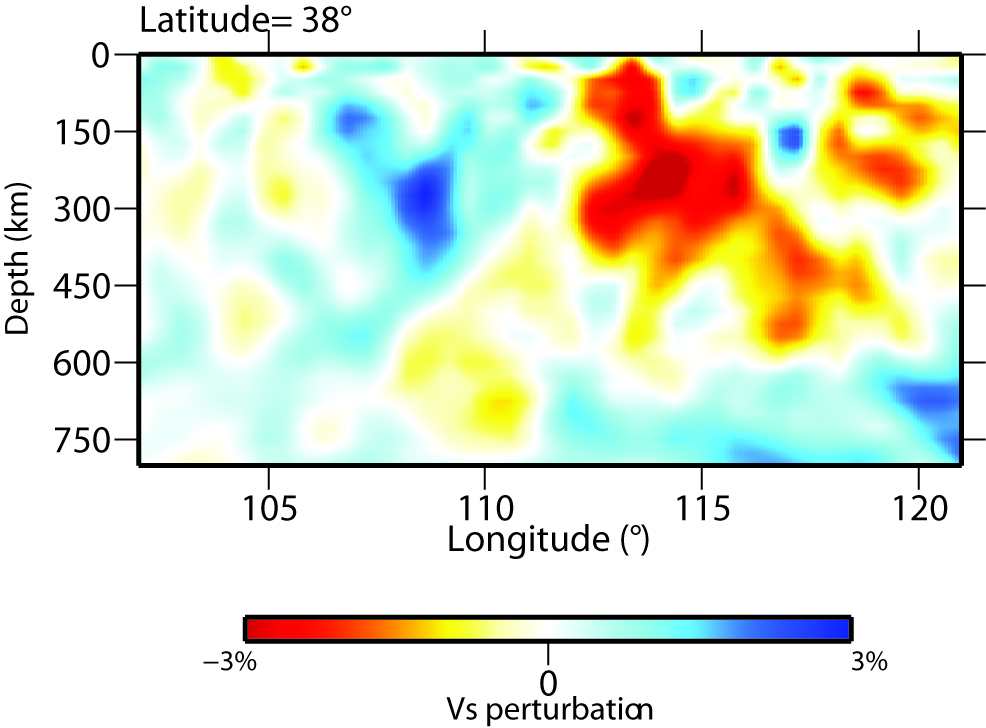 Latitude= 38°
0
150
300
450
600
750
Depth (km)
105 110 115 120
Longitude (°)
−3% 3%
0
Vs perturbation